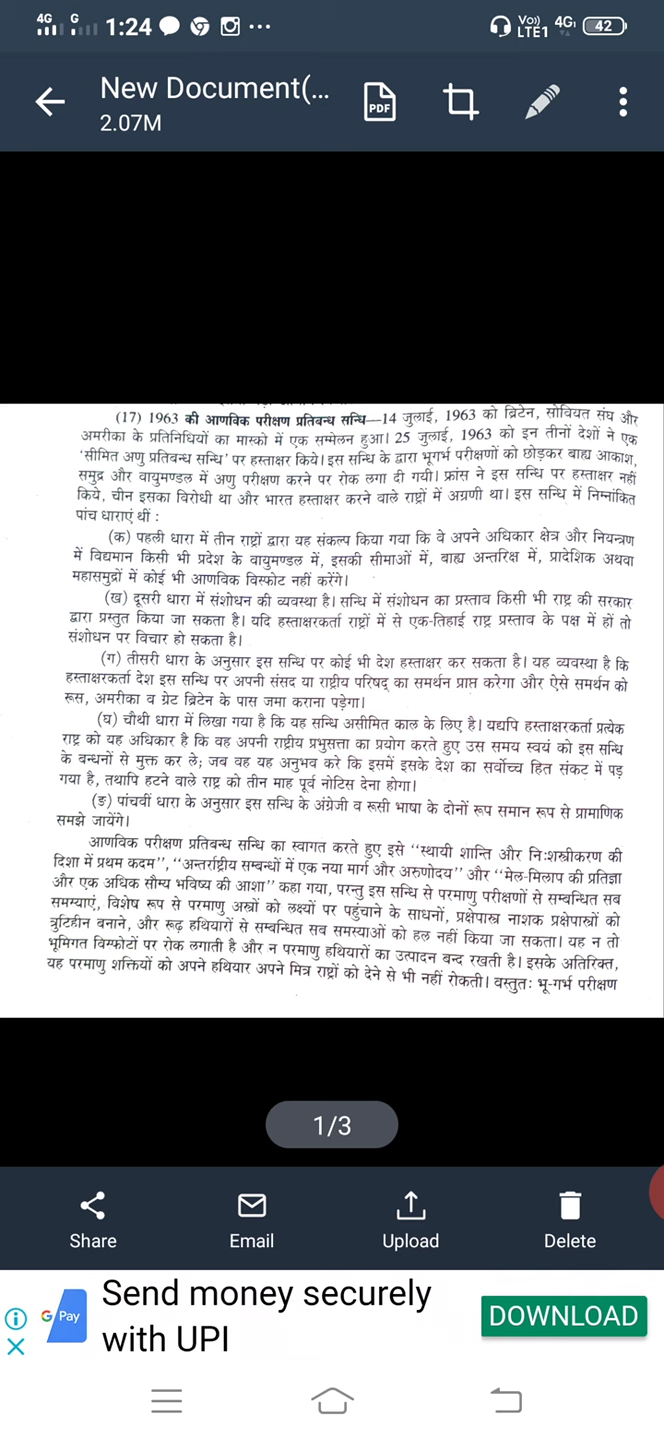 4G G 1:24 ... Vo)) LTE1 4G 42
New Document(...
2.07M
PDF
(17) 1963 की आणविक परीक्षण प्रतिबन्ध सन्धि—14 जुलाई, 1963 को ब्रिटेन, सोवियत संघ और
अमरीका के प्रतिनिधियों का मास्को में एक सम्मेलन हुआ। 25 जुलाई, 1963 को इन तीनों देशों ने एक
‘सीमित अणु प्रतिबन्ध सन्धि’ पर हस्ताक्षर किये। इस सन्धि के द्वारा भूगर्भ परीक्षणों को छोड़कर बाह्य आकाश,
समुद्र और वायुमण्डल में अणु परीक्षण करने पर रोक लगा दी गयी। फ्रांस ने इस सन्धि पर हस्ताक्षर नहीं
किये, चीन इसका विरोधी था और भारत हस्ताक्षर करने वाले राष्ट्रों में अग्रणी था। इस सन्धि में निम्नांकित
पांच धाराएं थीं :
(क) पहली धारा में तीन राष्ट्रों द्वारा यह संकल्प किया गया कि वे अपने अधिकार क्षेत्र और नियन्त्रण
में विद्यमान किसी भी प्रदेश के वायुमण्डल में, इसकी सीमाओं में, बाह्य अन्तरिक्ष में, प्रादेशिक अथवा
महासमुद्रों में कोई भी आणविक विस्फोट नहीं करेंगे।
(ख) दूसरी धारा में संशोधन की व्यवस्था है। सन्धि में संशोधन का प्रस्ताव किसी भी राष्ट्र की सरकार
द्वारा प्रस्तुत किया जा सकता है। यदि हस्ताक्षरकर्ता राष्ट्रों में से एक-तिहाई राष्ट्र प्रस्ताव के पक्ष में हों तो
संशोधन पर विचार हो सकता है।
(ग) तीसरी धारा के अनुसार इस सन्धि पर कोई भी देश हस्ताक्षर कर सकता है। यह व्यवस्था है कि
हस्ताक्षरकर्ता देश इस सन्धि पर अपनी संसद या राष्ट्रीय परिषद् का समर्थन प्राप्त करेगा और ऐसे समर्थन को
रूस, अमरीका व ग्रेट ब्रिटेन के पास जमा कराना पड़ेगा।
(घ) चौथी धारा में लिखा गया है कि यह सन्धि असीमित काल के लिए है। यद्यपि हस्ताक्षरकर्ता प्रत्येक
राष्ट्र को यह अधिकार है कि वह अपनी राष्ट्रीय प्रभुसत्ता का प्रयोग करते हुए उस समय स्वयं को इस सन्धि
के बन्धनों से मुक्त कर ले; जब वह यह अनुभव करे कि इसमें इसके देश का सर्वोच्च हित संकट में पड़
गया है, तथापि हटने वाले राष्ट्र को तीन माह पूर्व नोटिस देना होगा।
(ङ) पांचवीं धारा के अनुसार इस सन्धि के अंग्रेजी व रूसी भाषा के दोनों रूप समान रूप से प्रामाणिक
समझे जायेंगे।
आणविक परीक्षण प्रतिबन्ध सन्धि का स्वागत करते हुए इसे “स्थायी शान्ति और निःशस्त्रीकरण की
दिशा में प्रथम कदम”, “अन्तर्राष्ट्रीय सम्बन्धों में एक नया मार्ग और अरुणोदय” और “मेल-मिलाप की प्रतिज्ञा
और एक अधिक सौम्य भविष्य की आशा” कहा गया, परन्तु इस सन्धि से परमाणु परीक्षणों से सम्बन्धित सब
समस्याएं, विशेष रूप से परमाणु अस्त्रों को लक्ष्यों पर पहुंचाने के साधनों, प्रक्षेपास्त्र नाशक प्रक्षेपास्त्रों को
त्रुटिहीन बनाने, और रूढ़ हथियारों से सम्बन्धित सब समस्याओं को हल नहीं किया जा सकता। यह न तो
भूमिगत विस्फोटों पर रोक लगाती है और न परमाणु हथियारों का उत्पादन बन्द रखती है। इसके अतिरिक्त,
यह परमाणु शक्तियों को अपने हथियार अपने मित्र राष्ट्रों को देने से भी नहीं रोकती। वस्तुतः भू-गर्भ परीक्षण
1/3
Share Email Upload Delete
G Pay
Send money securely
with UPI
DOWNLOAD